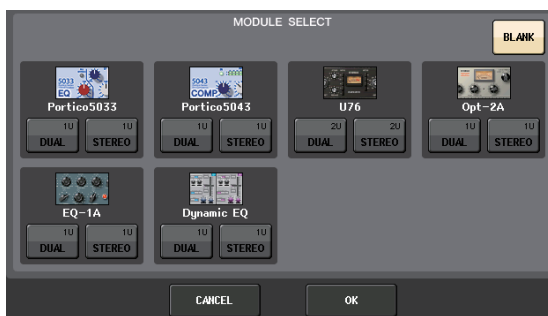 MODULE SELECT
BLANK
5033
EQ
Portico5033
1U
DUAL
1U
STEREO
5043
COMP
Portico5043
1U
DUAL
1U
STEREO
U76
2U
DUAL
2U
STEREO
Opt-2A
1U
DUAL
1U
STEREO
EQ-1A
1U
DUAL
1U
STEREO
Dynamic EQ
1U
DUAL
1U
STEREO
CANCEL
OK